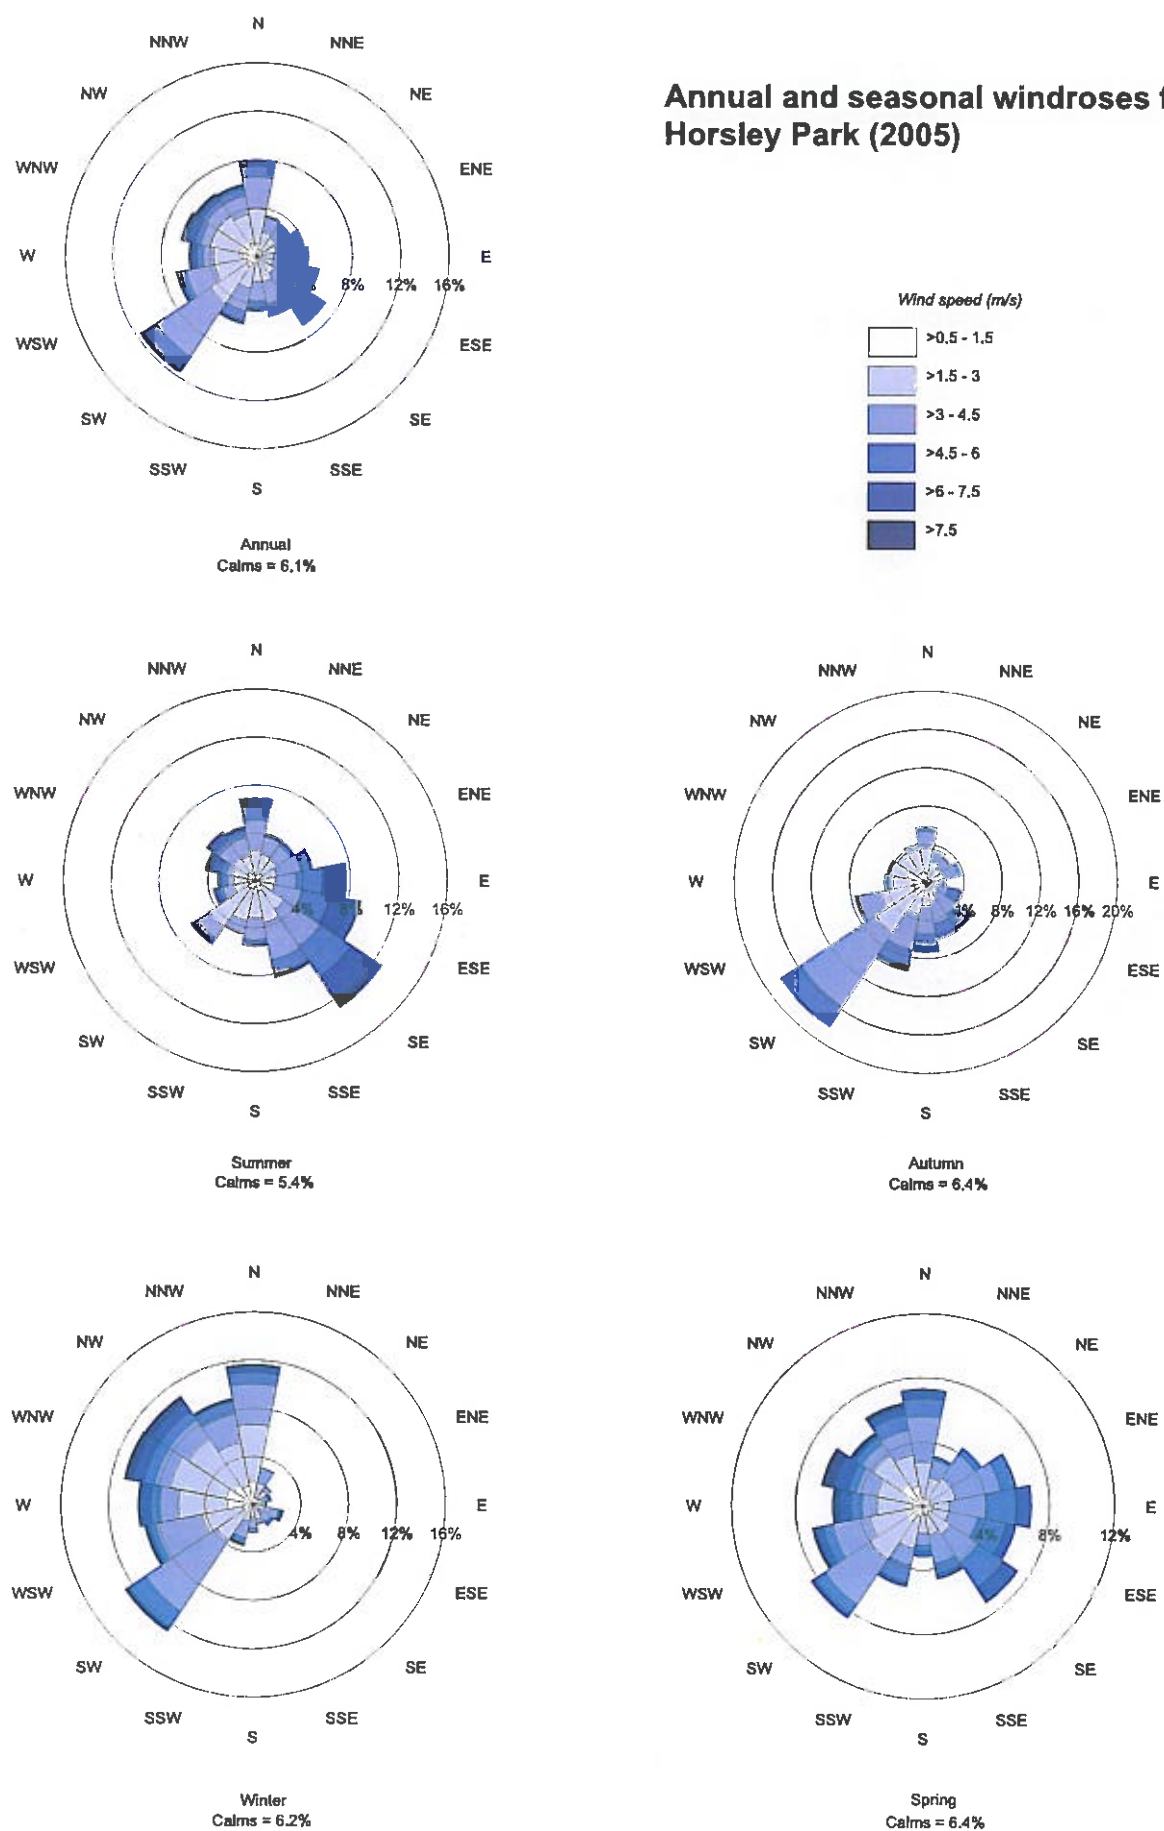 Annual and seasonal windroses f
Horsley Park (2005)
N
NNW
NNE
NW
NE
WNW
ENE
W
E
8%
12%
16%
WSW
ESE
SW
SE
SSW
SSE
S
Annual
Calms = 6.1%
Wind speed (m/s)
>0.5 - 1.5
>1.5 - 3
>3 - 4.5
>4.5 - 6
>6 - 7.5
>7.5
N
NNW
NNE
NW
NE
WNW
ENE
W
E
4%
8%
12%
16%
WSW
ESE
SW
SE
SSW
SSE
S
Summer
Calms = 5.4%
N
NNW
NNE
NW
NE
WNW
ENE
W
E
8%
12%
16%
20%
WSW
ESE
SW
SE
SSW
SSE
S
Autumn
Calms = 6.4%
N
NNW
NNE
NW
NE
WNW
ENE
W
E
4%
8%
12%
16%
WSW
ESE
SW
SE
SSW
SSE
S
Winter
Calms = 6.2%
N
NNW
NNE
NW
NE
WNW
ENE
W
E
4%
8%
12%
WSW
ESE
SW
SE
SSW
SSE
S
Spring
Calms = 6.4%